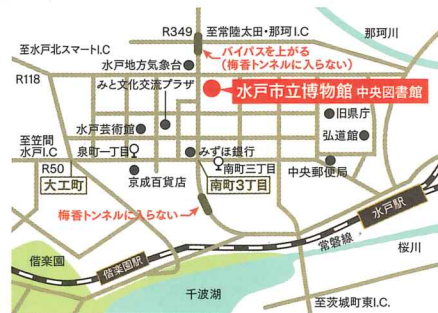 R349
至常陸太田・那珂I.C
那珂川
至水戸北スマートI.C
バイパスを上がる
(梅香トンネルに入らない)
水戸地方気象台
R118
みと文化交流プラザ
水戸市立博物館 中央図書館
水戸芸術館
旧県庁
至笠間
水戸I.C
泉町一丁目
みずほ銀行
弘道館
R50
南町三丁目
大工町
京成百貨店
南町3丁目
中央郵便局
梅香トンネルに入らない
水戸駅
常磐線
桜川
偕楽園
偕楽園駅
千波湖
至茨城町東I.C.